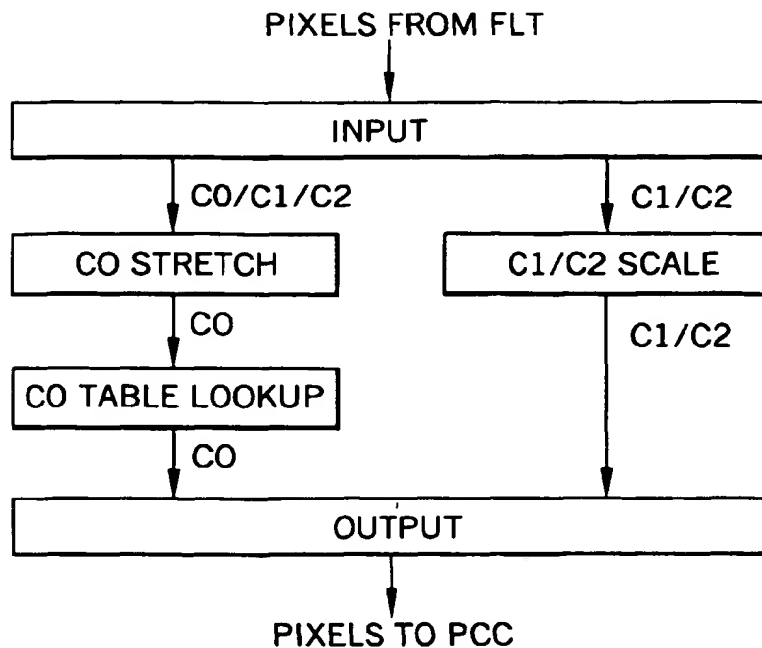 PIXELS FROM FLT
INPUT
C0/C1/C2
C1/C2
CO STRETCH
C1/C2 SCALE
CO
C1/C2
CO TABLE LOOKUP
CO
OUTPUT
PIXELS TO PCC